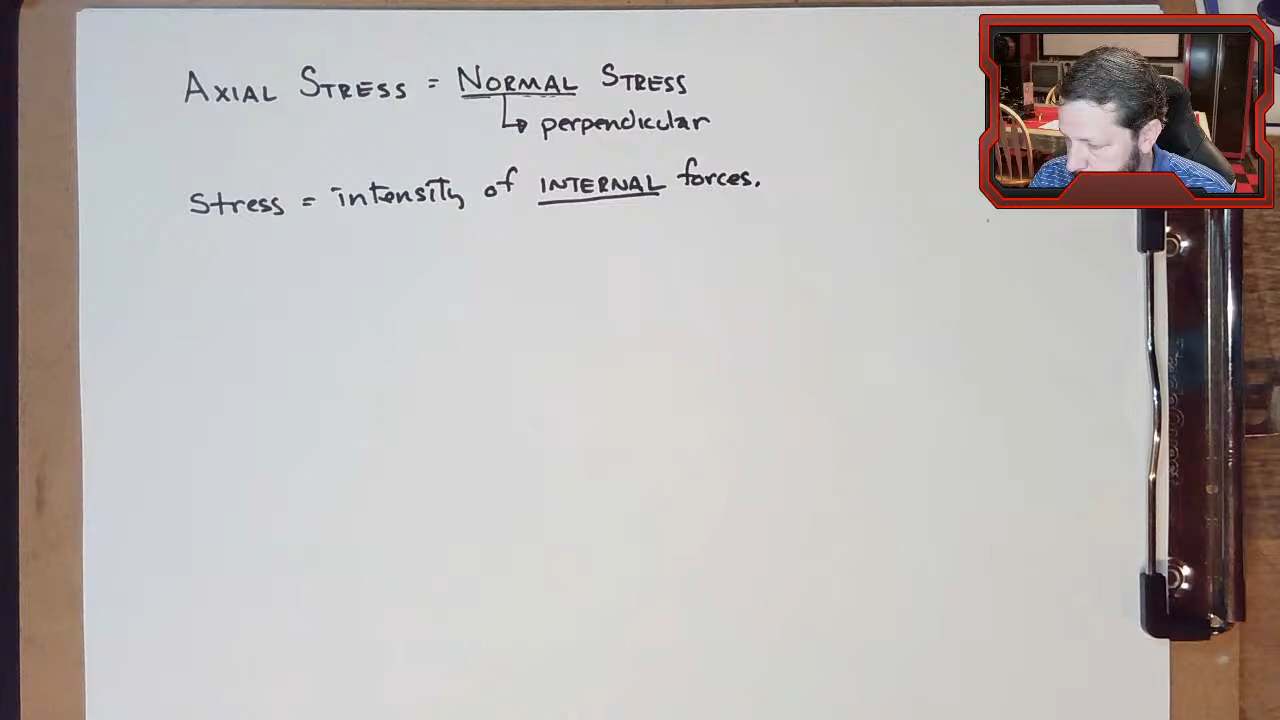 AXIAL STRESS = NORMAL STRESS
perpendicular
Stress = intensity of INTERNAL forces.